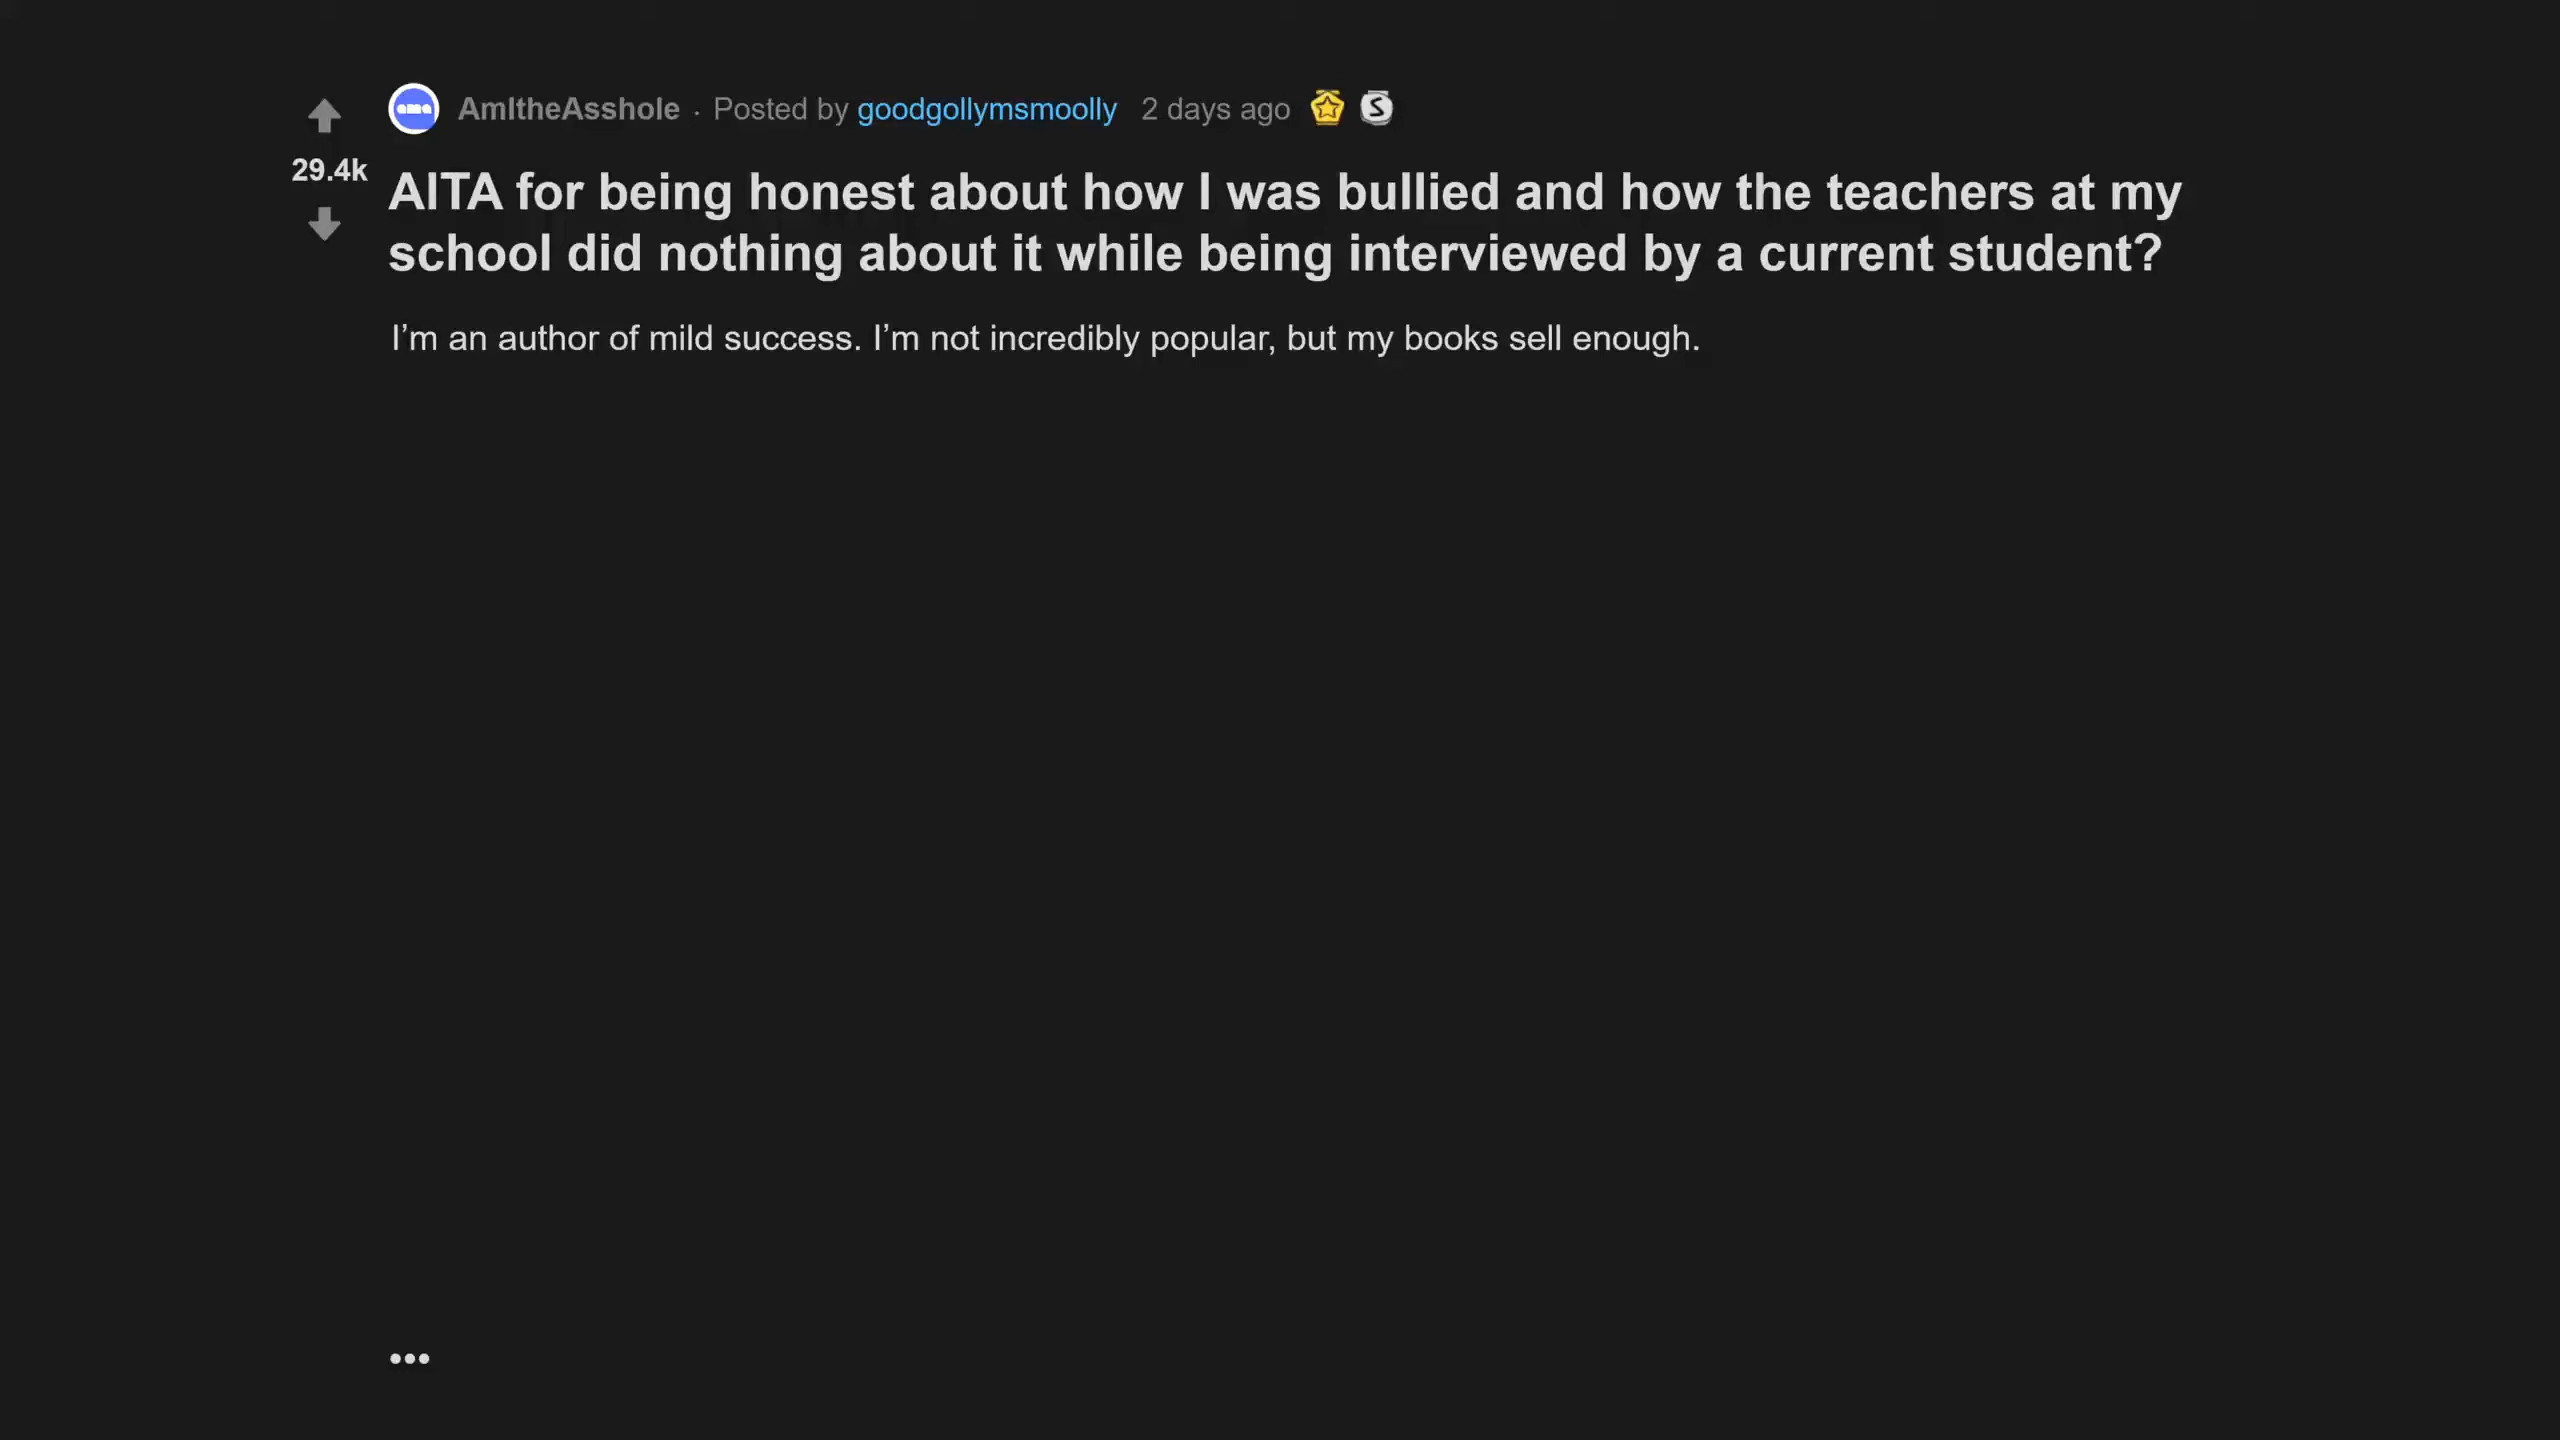 AmItheAsshole · Posted by goodgollymsmoolly 2 days ago
29.4k
AITA for being honest about how I was bullied and how the teachers at my
school did nothing about it while being interviewed by a current student?
I’m an author of mild success. I’m not incredibly popular, but my books sell enough.
•••